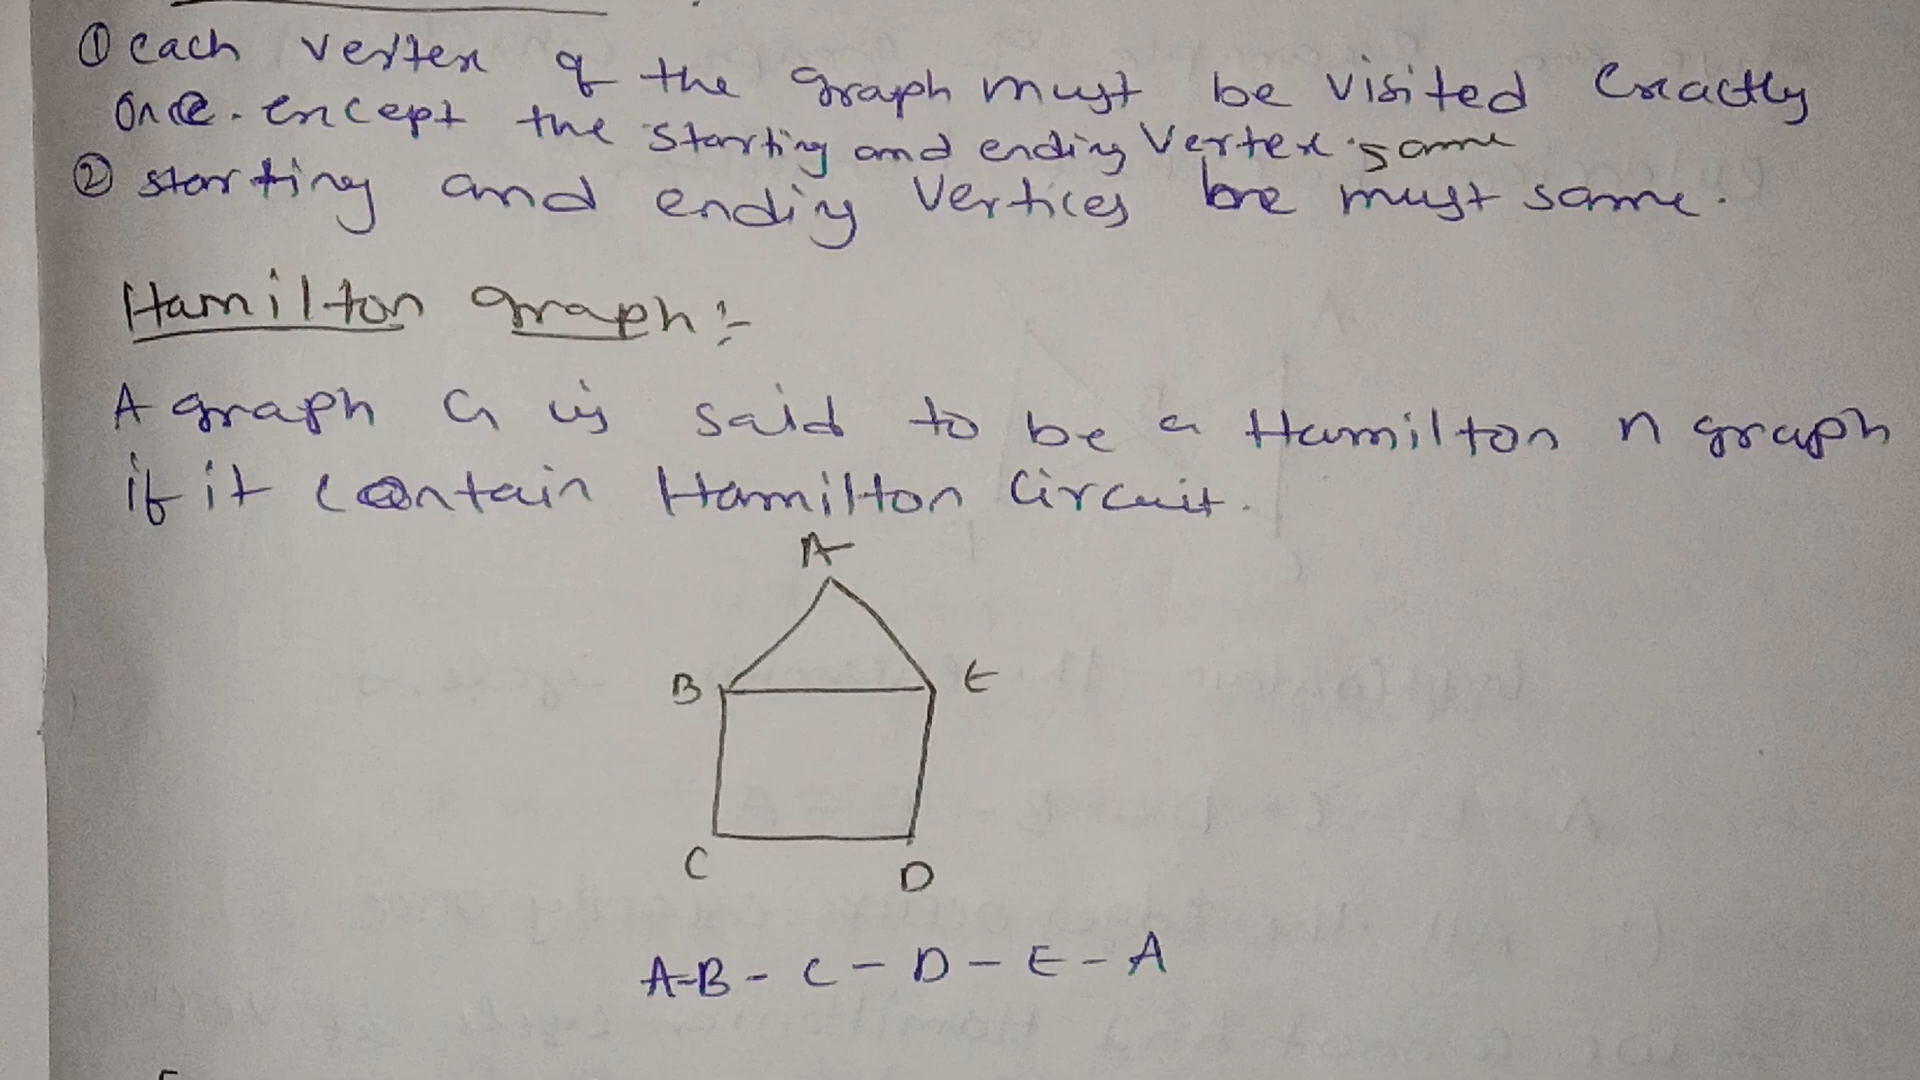 ① each vertex of the graph must be visited exactly
once. except the starting and ending vertex same
② starting and ending vertices be must same.
Hamilton graph :-
A graph G is said to be a Hamilton n graph
if it contain Hamilton circuit.
A
B E
C D
A-B - C - D - E - A